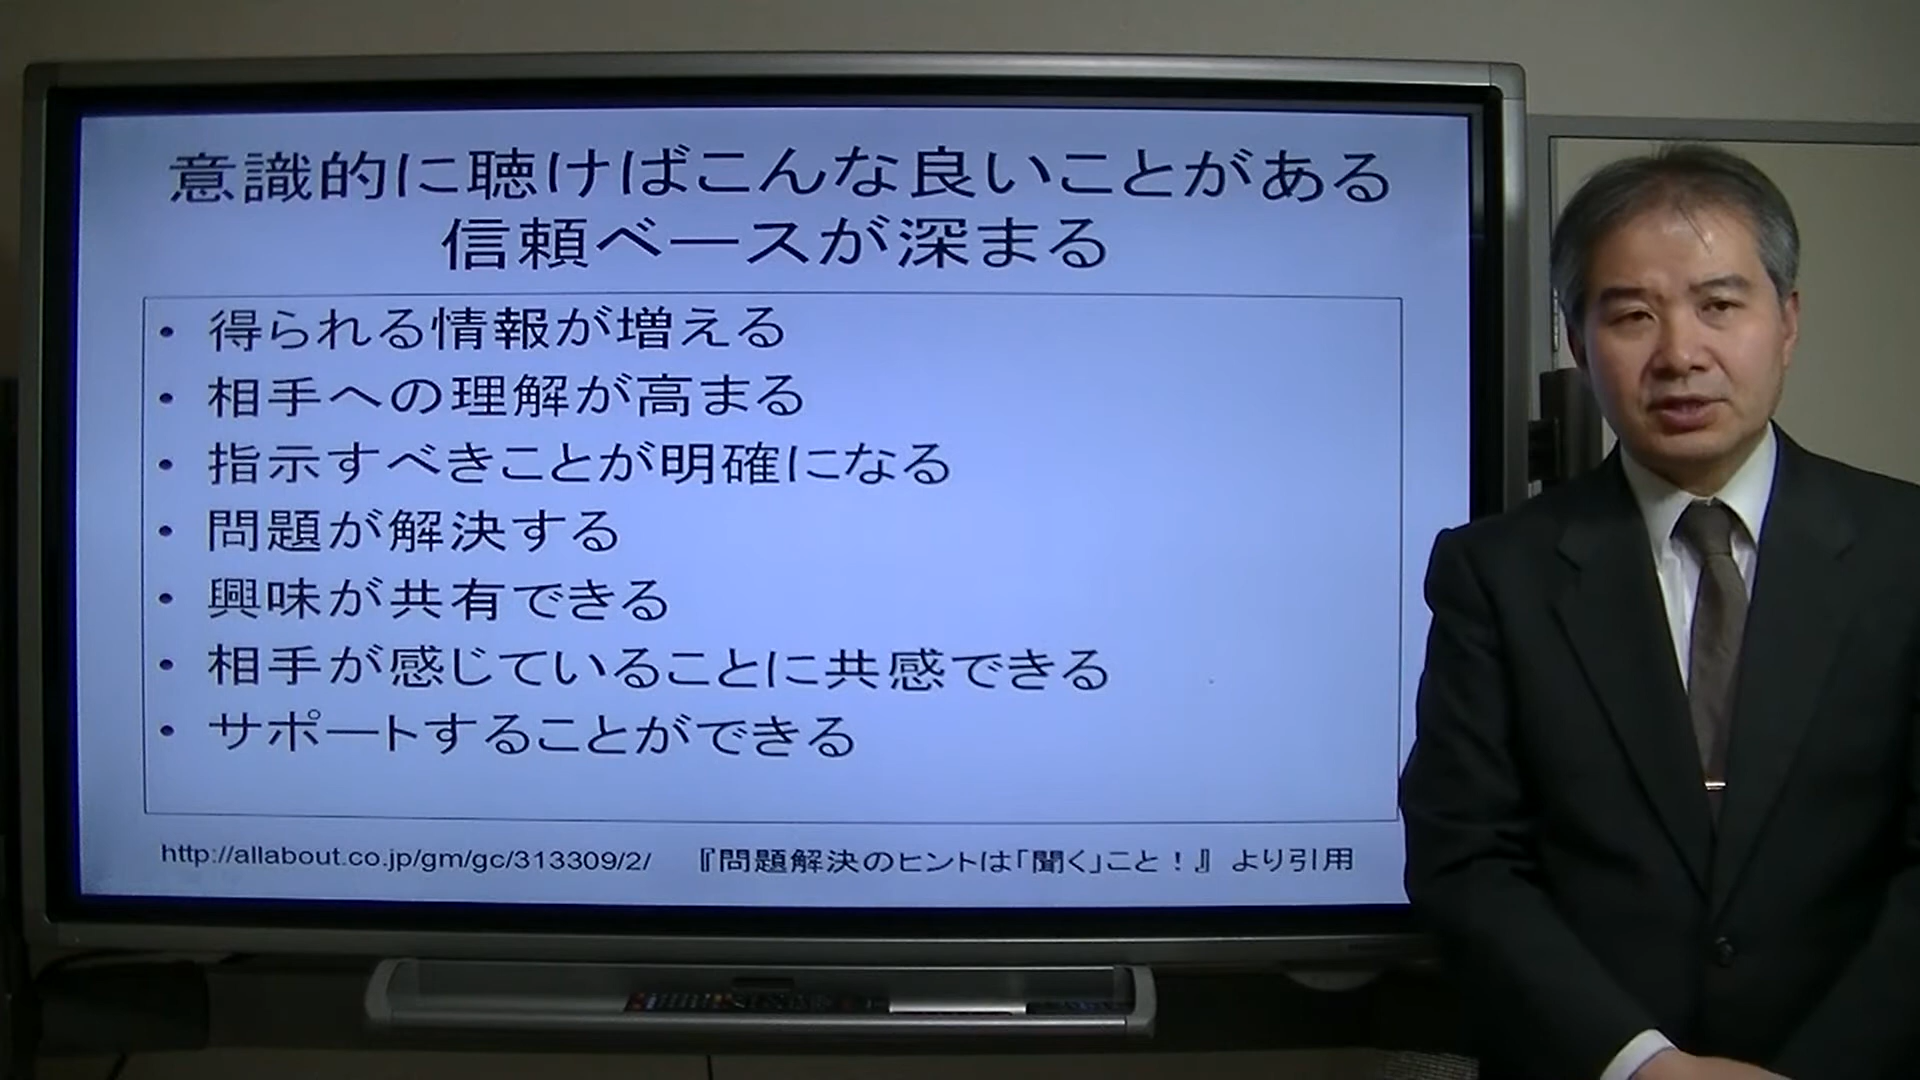 意識的に聴けばこんな良いことがある
信頼ベースが深まる
• 得られる情報が増える
• 相手への理解が高まる
• 指示すべきことが明確になる
• 問題が解決する
• 興味が共有できる
• 相手が感じていることに共感できる
• サポートすることができる
http://allabout.co.jp/gm/gc/313309/2/ 『問題解決のヒントは「聞く」こと！』 より引用